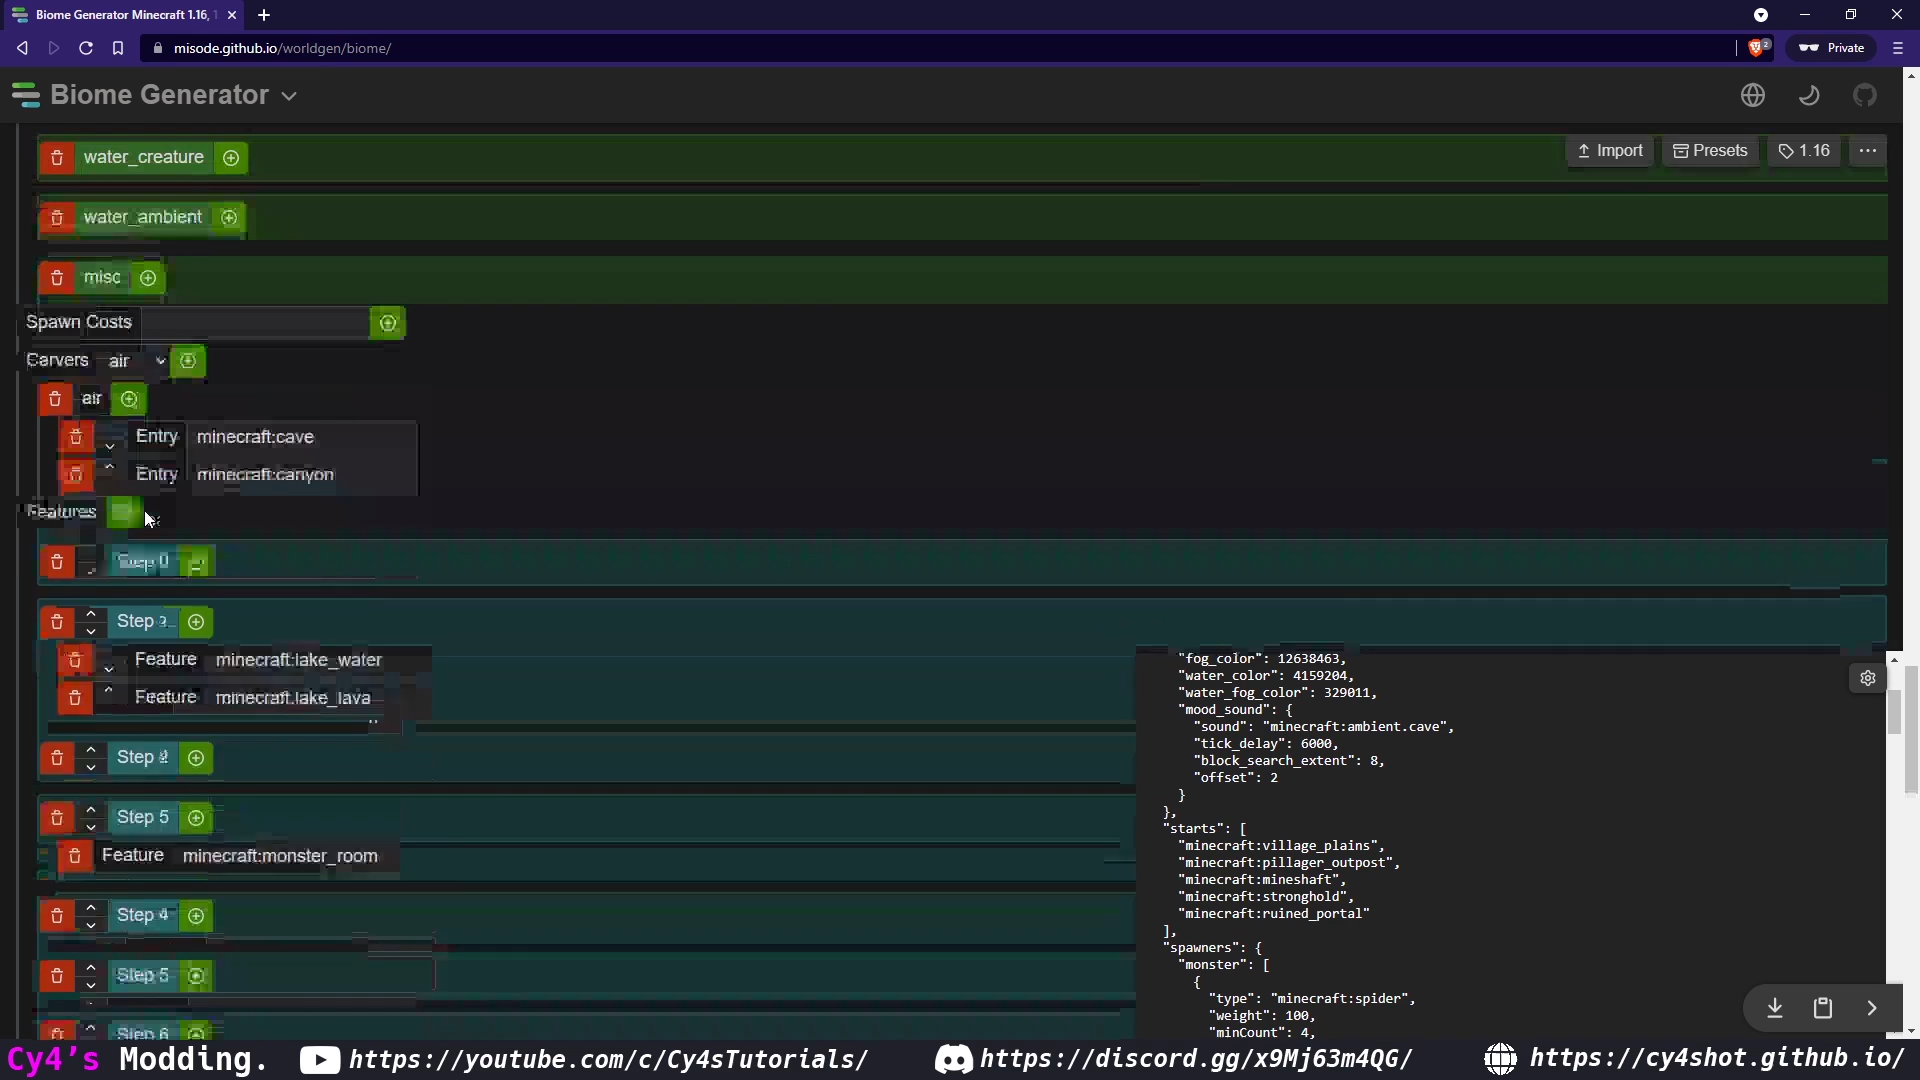 Biome Generator Minecraft 1.16, 1
misode.github.io/worldgen/biome/
2
Private
Biome Generator
water_creature
Import
Presets
1.16
water_ambient
misc
Spawn Costs
Carvers air
air
Entry minecraft:cave
Entry minecraft:canyon
Features
Step 0
Step
Feature minecraft:lake_water
Feature minecraft:lake_lava
Step
Step 5
Feature minecraft:monster_room
Step 4
Step 5
Step 6
"fog_color": 12638463,
"water_color": 4159204,
"water_fog_color": 329011,
"mood_sound": {
"sound": "minecraft:ambient.cave",
"tick_delay": 6000,
"block_search_extent": 8,
"offset": 2
}
},
"starts": [
"minecraft:village_plains",
"minecraft:pillager_outpost",
"minecraft:mineshaft",
"minecraft:stronghold",
"minecraft:ruined_portal"
],
"spawners": {
"monster": [
{
"type": "minecraft:spider",
"weight": 100,
"minCount": 4,
Cy4's Modding.
https://youtube.com/c/Cy4sTutorials/
https://discord.gg/x9Mj63m4QG/
https://cy4shot.github.io/